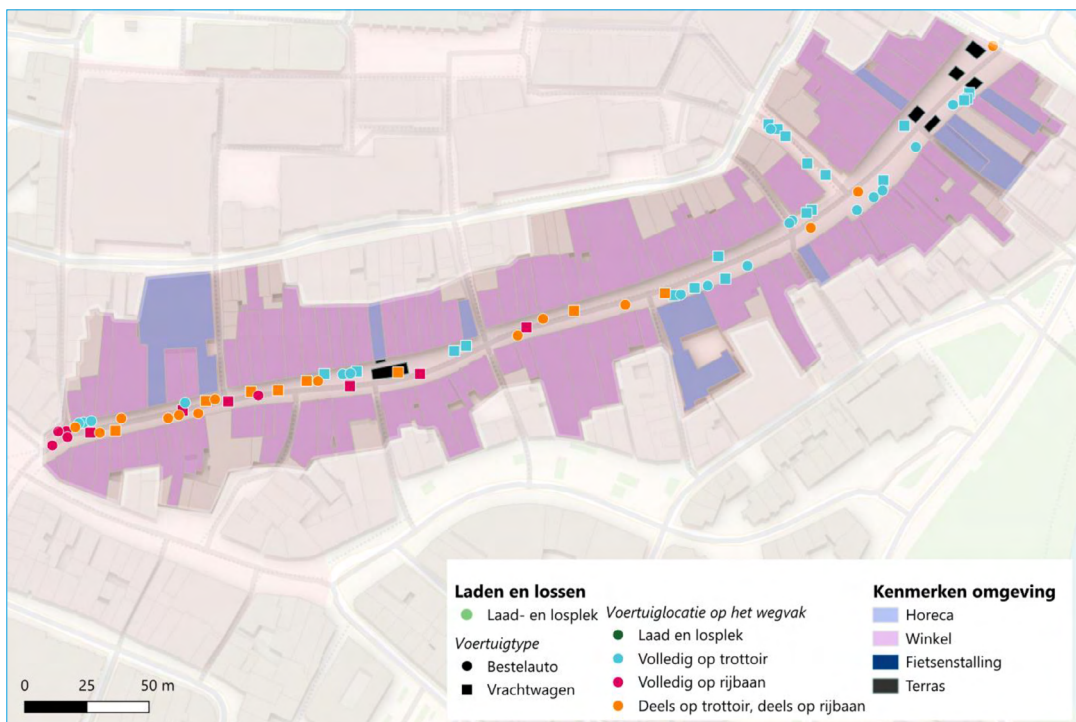 Laden en lossen
Laad- en losplek
Voertuigtype
Bestelauto
Vrachtwagen
Voertuiglocatie op het wegvak
Laad en losplek
Volledig op trottoir
Volledig op rijbaan
Deels op trottoir, deels op rijbaan
Kenmerken omgeving
Horeca
Winkel
Fietsenstalling
Terras
0 25 50 m